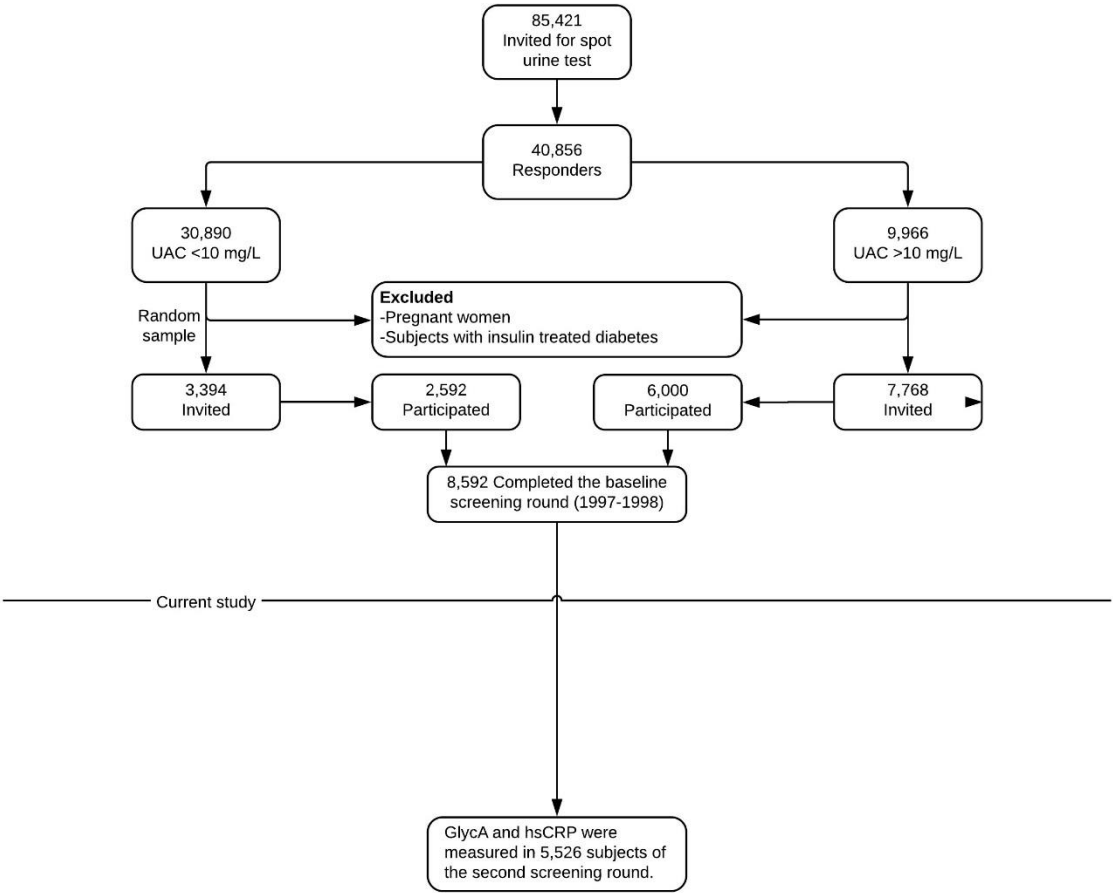 85,421
Invited for spot
urine test
40,856
Responders
30,890
UAC <10 mg/L
9,966
UAC >10 mg/L
Excluded
-Pregnant women
-Subjects with insulin treated diabetes
Random
sample
3,394
Invited
2,592
Participated
6,000
Participated
7,768
Invited
8,592 Completed the baseline
screening round (1997-1998)
Current study
GlycA and hsCRP were
measured in 5,526 subjects of
the second screening round.